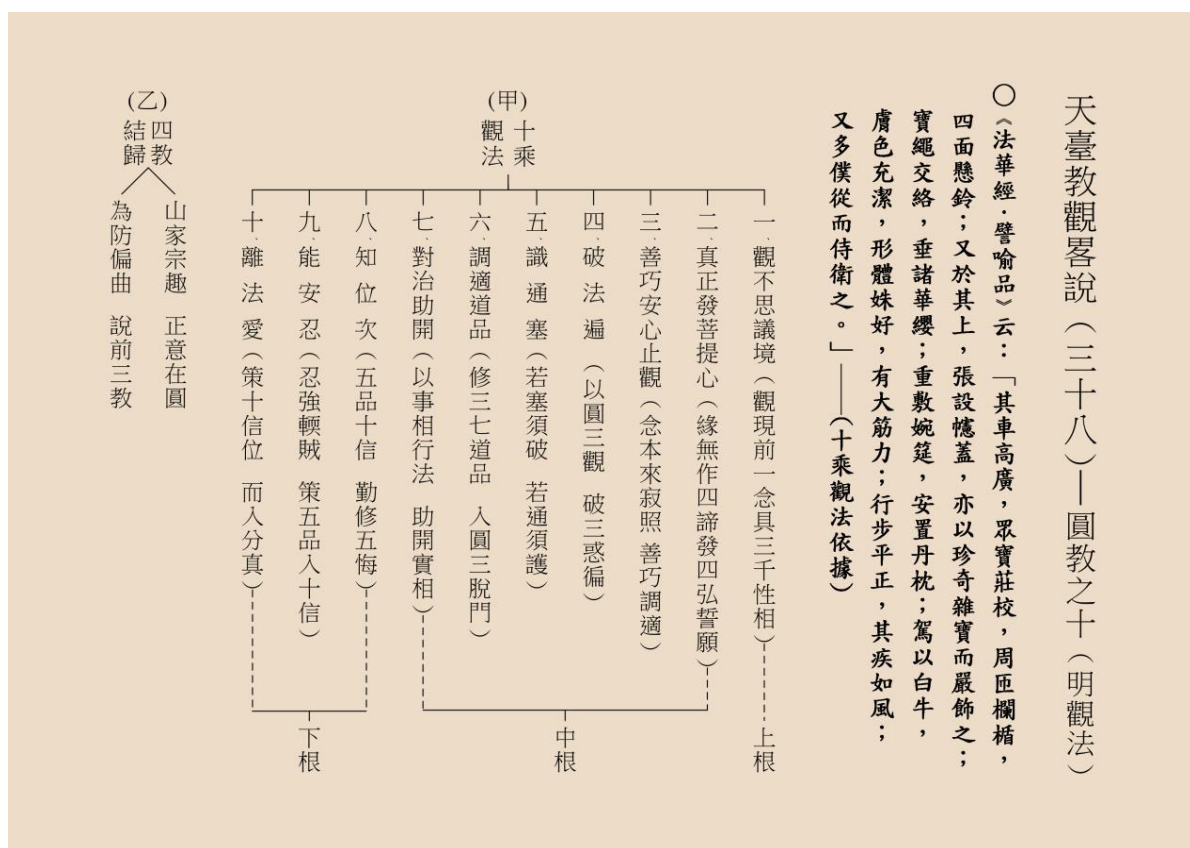 天臺教觀畧說（三十八）—圓教之十（明觀法）
○《法華經．譬喻品》云：「其車高廣，眾寶莊校，周匝欄楯，
四面懸鈴；又於其上，張設幰蓋，亦以珍奇雜寶而嚴飾之；
寶繩交絡，垂諸華纓；重敷婉筵，安置丹枕；駕以白牛，
膚色充潔，形體姝好，有大筋力；行步平正，其疾如風；
又多僕從而侍衛之。」——（十乘觀法依據）
(甲)
十乘
觀法
一、觀不思議境（觀現前一念具三千性相）
上根
二、真正發菩提心（緣無作四諦發四弘誓願）
三、善巧安心止觀（念本來寂照 善巧調適）
四、破法遍（以圓三觀 破三惑徧）
五、識通塞（若塞須破 若通須護）
六、調適道品（修三七道品 入圓三脫門）
七、對治助開（以事相行法 助開實相）
中根
八、知位次（五品十信 勤修五悔）
九、能安忍（忍強輭賊 策五品入十信）
十、離法愛（策十信位 而入分真）
下根
(乙)
四教
結歸
山家宗趣 正意在圓
為防偏曲 說前三教